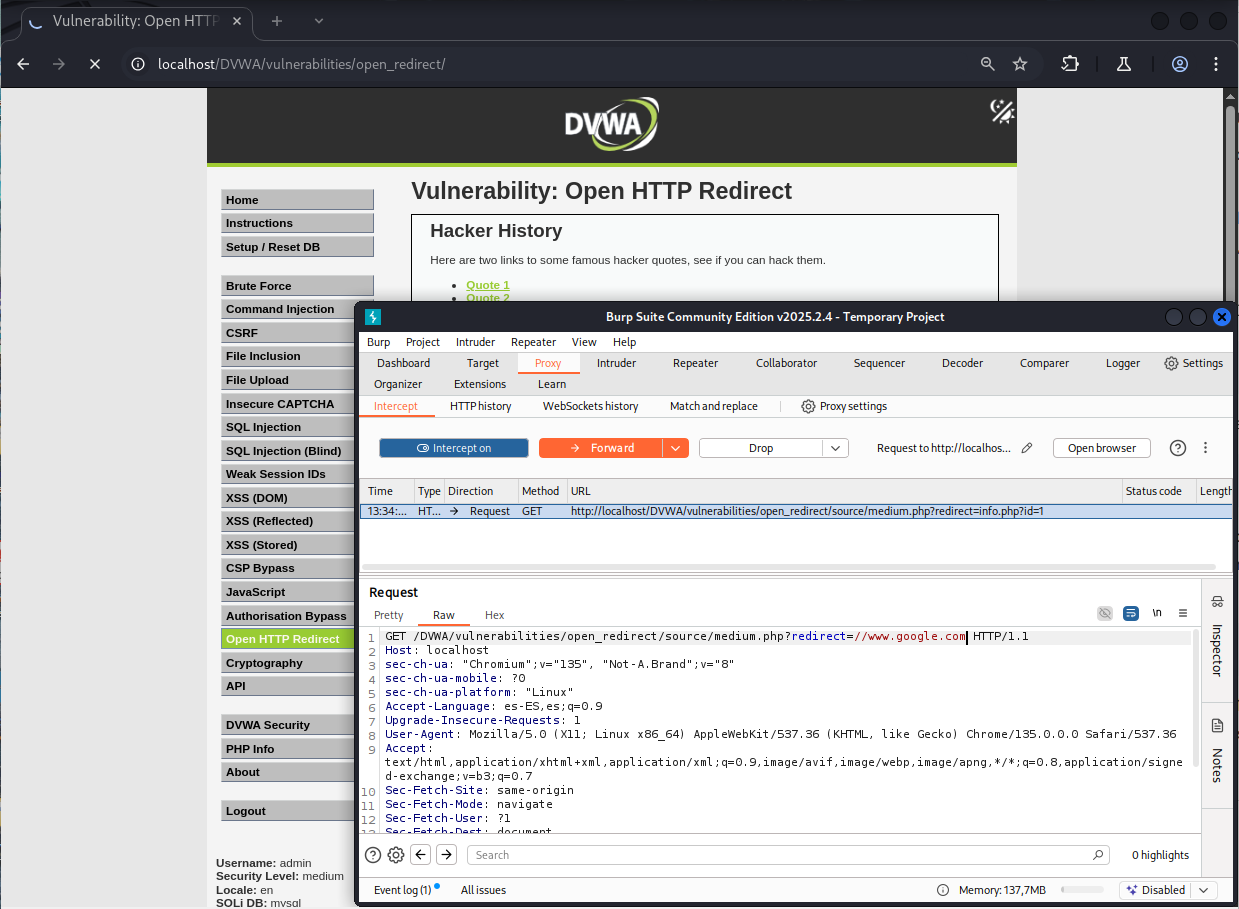 Vulnerability: Open HTTP
localhost/DVWA/vulnerabilities/open_redirect/
DVWA
Vulnerability: Open HTTP Redirect
Hacker History
Here are two links to some famous hacker quotes, see if you can hack them.
Quote 1
Quote 2
Home
Instructions
Setup / Reset DB
Brute Force
Command Injection
CSRF
File Inclusion
File Upload
Insecure CAPTCHA
SQL Injection
SQL Injection (Blind)
Weak Session IDs
XSS (DOM)
XSS (Reflected)
XSS (Stored)
CSP Bypass
JavaScript
Authorisation Bypass
Open HTTP Redirect
Cryptography
API
DVWA Security
PHP Info
About
Logout
Username: admin
Security Level: medium
Locale: en
SQLi DB: mysql
Burp Suite Community Edition v2025.2.4 - Temporary Project
Burp Project Intruder Repeater View Help
Dashboard Target Proxy Intruder Repeater Collaborator Sequencer Decoder Comparer Logger Settings
Organizer Extensions Learn
Intercept HTTP history WebSockets history Match and replace Proxy settings
Intercept on Forward Drop Request to http://localhos... Open browser
Time Type Direction Method URL Status code Length
13:34:... HT... → Request GET http://localhost/DVWA/vulnerabilities/open_redirect/source/medium.php?redirect=info.php?id=1
Request
Pretty Raw Hex
\n
1 GET /DVWA/vulnerabilities/open_redirect/source/medium.php?redirect=//www.google.com HTTP/1.1
2 Host: localhost
3 sec-ch-ua: "Chromium";v="135", "Not-A.Brand";v="8"
4 sec-ch-ua-mobile: ?0
5 sec-ch-ua-platform: "Linux"
6 Accept-Language: es-ES,es;q=0.9
7 Upgrade-Insecure-Requests: 1
8 User-Agent: Mozilla/5.0 (X11; Linux x86_64) AppleWebKit/537.36 (KHTML, like Gecko) Chrome/135.0.0.0 Safari/537.36
9 Accept:
text/html,application/xhtml+xml,application/xml;q=0.9,image/avif,image/webp,image/apng,*/*;q=0.8,application/signe
d-exchange;v=b3;q=0.7
10 Sec-Fetch-Site: same-origin
11 Sec-Fetch-Mode: navigate
12 Sec-Fetch-User: ?1
13 Sec-Fetch-Dest: document
Inspector
Notes
Search
0 highlights
Event log (1) All issues
Memory: 137,7MB
Disabled